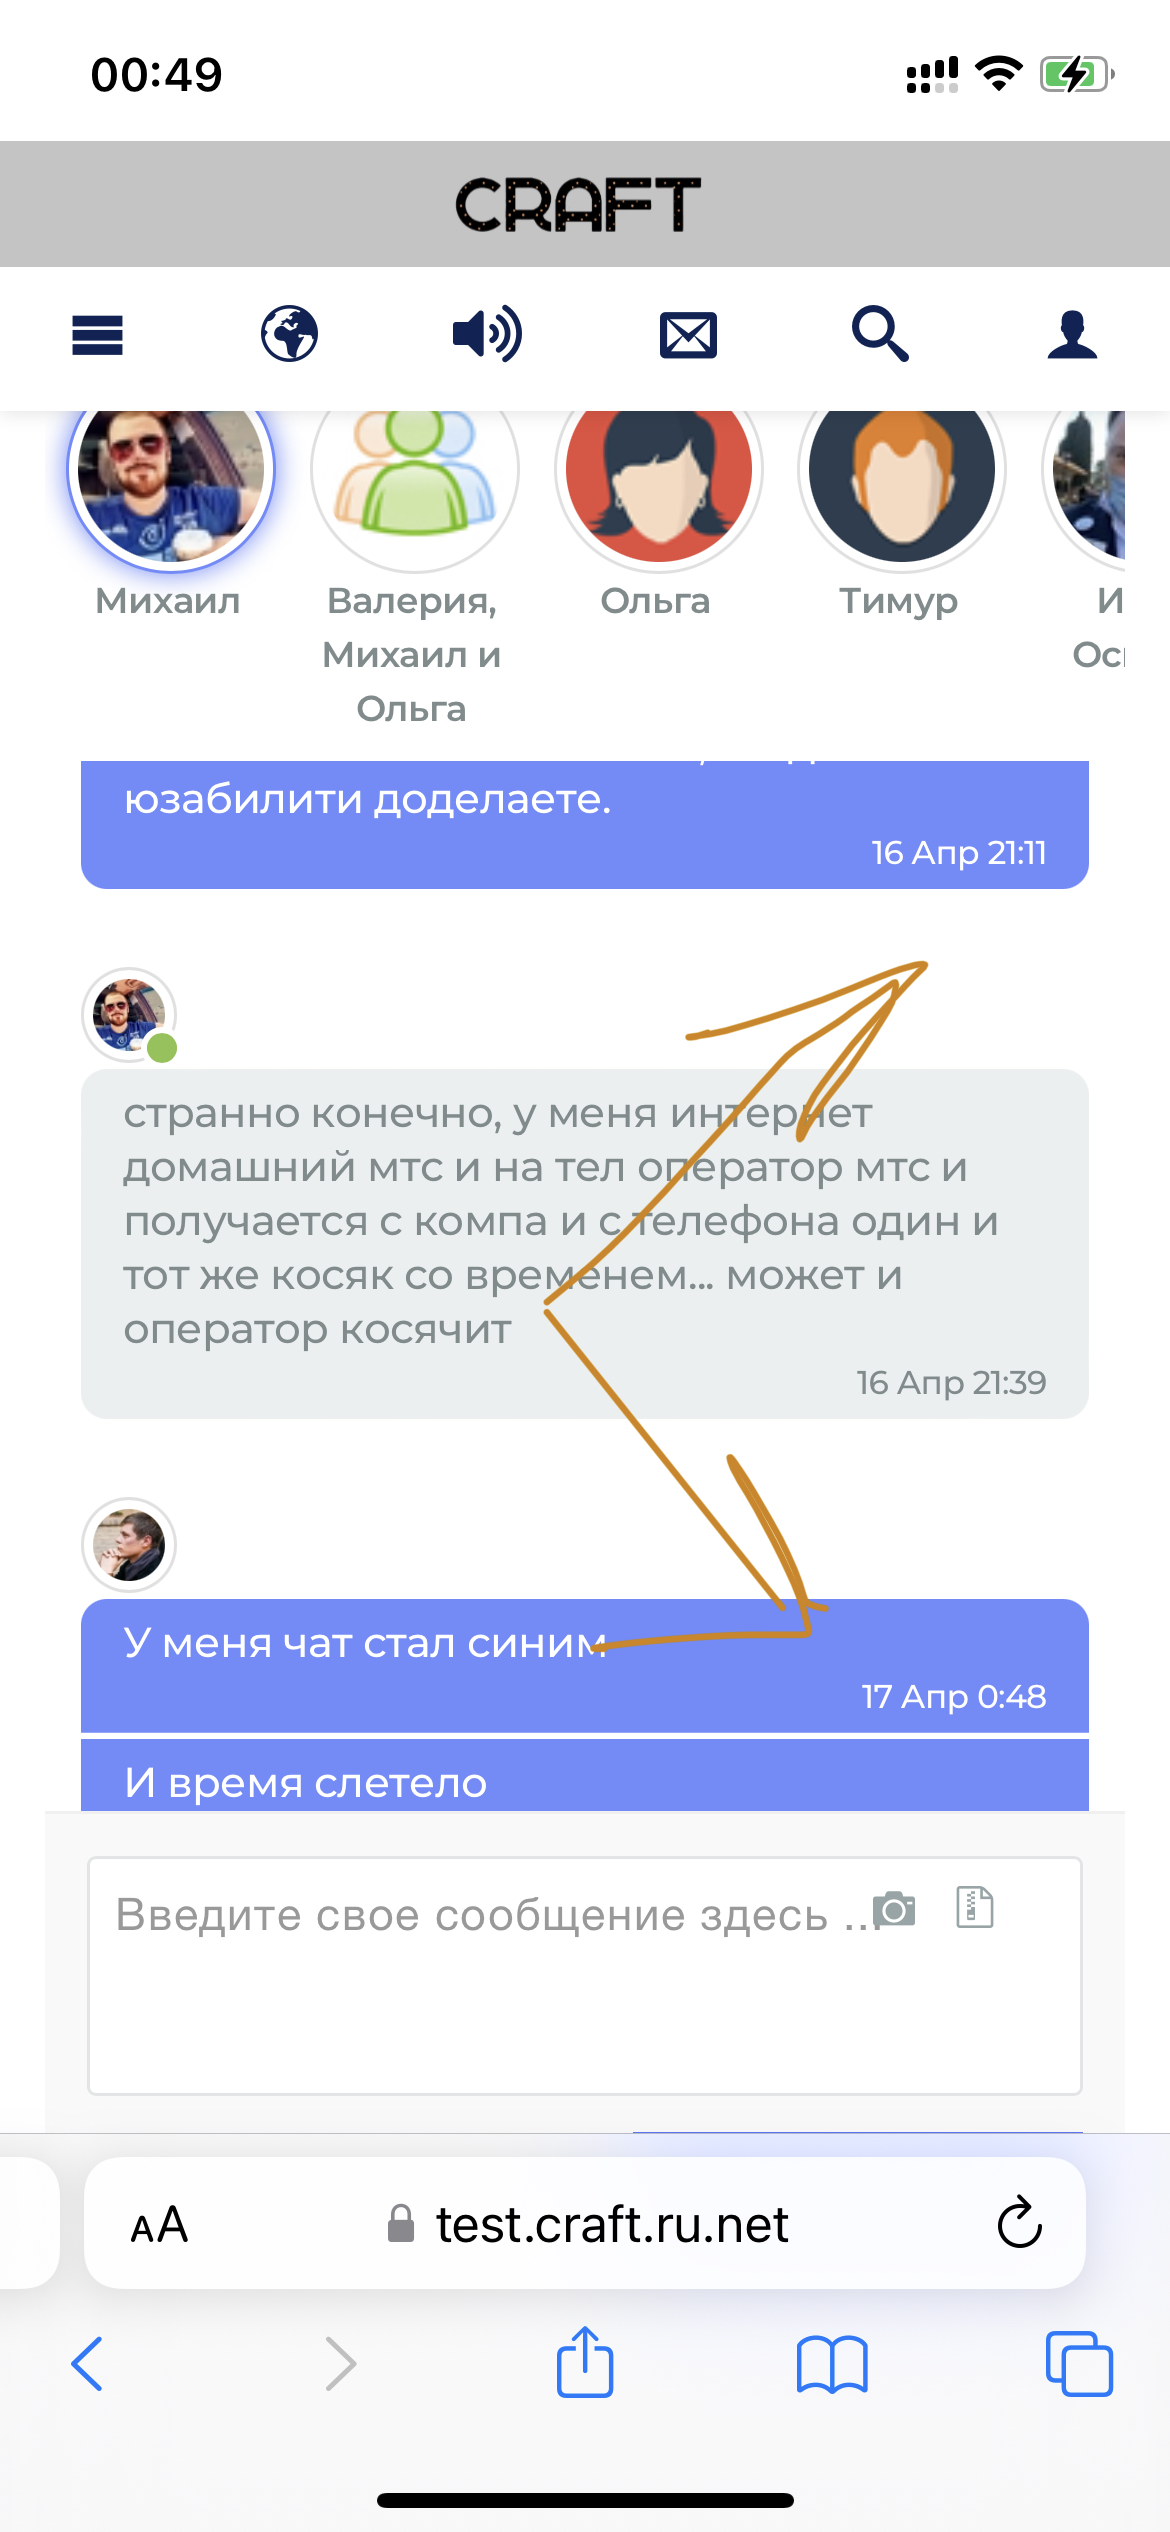 00:49
CRAFT
Михаил
Валерия,
Михаил и
Ольга
Ольга
Тимур
юзабилити доделаете.
16 Апр 21:11
странно конечно, у меня интернет
домашний мтс и на тел оператор мтс и
получается с компа и с телефона один и
тот же косяк со временем... может и
оператор косячит
16 Апр 21:39
У меня чат стал синим
17 Апр 0:48
И время слетело
Введите свое сообщение здесь ...
AA
test.craft.ru.net